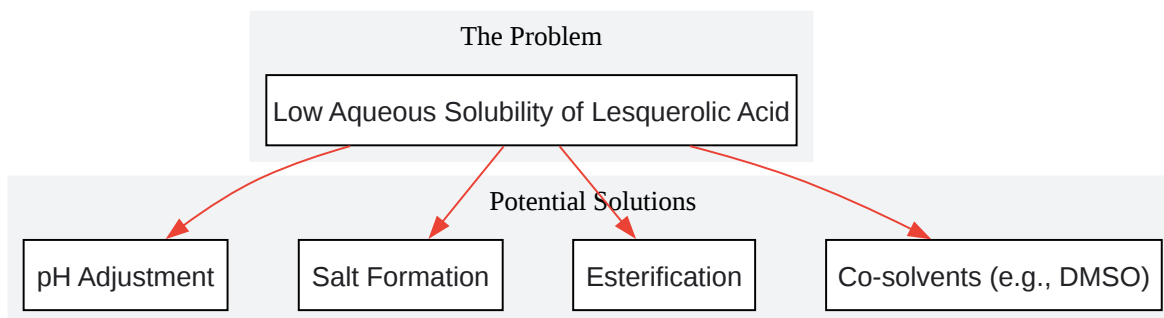 The Problem
Low Aqueous Solubility of Lesquerolic Acid
Potential Solutions
pH Adjustment
Salt Formation
Esterification
Co-solvents (e.g., DMSO)